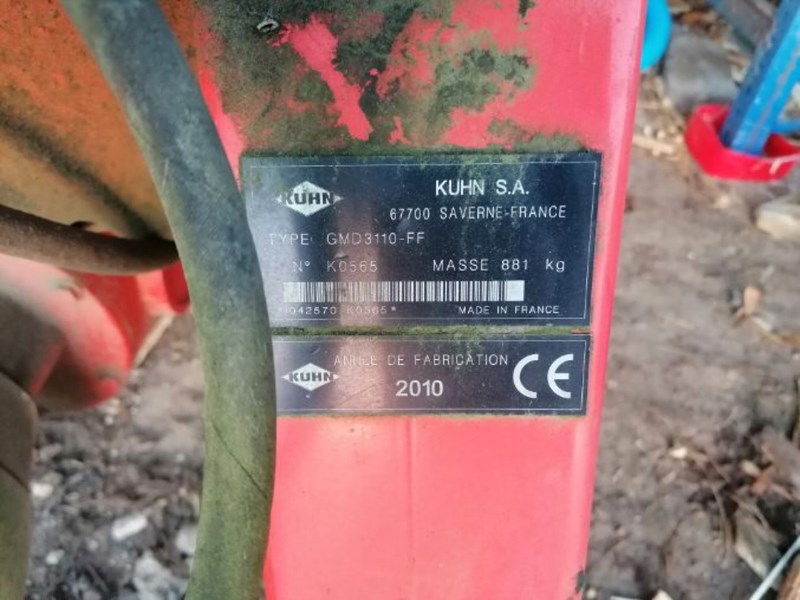 KUHN
KUHN S.A.
67700 SAVERNE-FRANCE
TYPE GMD3110-FF
N° K0565 MASSE 881 kg
K0565* MADE IN FRANCE
KUHN
DE FABRICATION
2010
CE